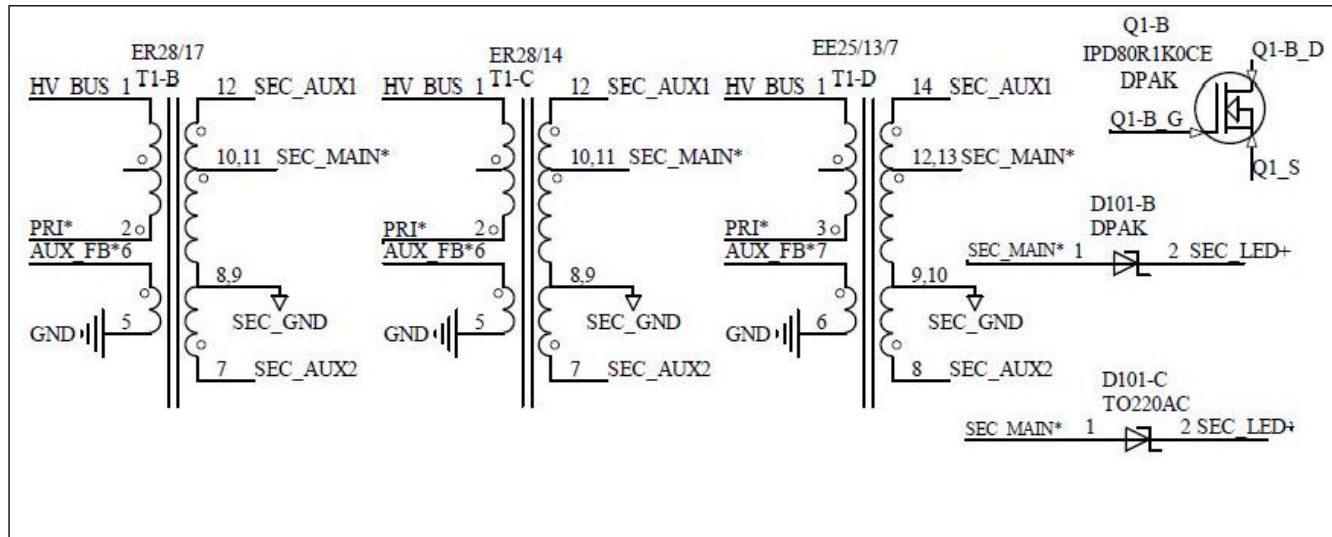 ER28/17
T1-B
HV_BUS 1
12 SEC_AUX1
10,11 SEC_MAIN*
PRI* 2
AUX_FB* 6
8,9
SEC_GND
GND 5
7 SEC_AUX2
ER28/14
T1-C
HV_BUS 1
12 SEC_AUX1
10,11 SEC_MAIN*
PRI* 2
AUX_FB* 6
8,9
SEC_GND
GND 5
7 SEC_AUX2
EE25/13/7
T1-D
HV_BUS 1
14 SEC_AUX1
12,13 SEC_MAIN*
PRI* 3
AUX_FB* 7
9,10
SEC_GND
GND 6
8 SEC_AUX2
Q1-B
IPD80R1K0CE
DPAK
Q1-B_D
Q1-B_G
Q1_S
D101-B
DPAK
SEC_MAIN* 1 2 SEC_LED+
D101-C
TO220AC
SEC_MAIN* 1 2 SEC_LED+